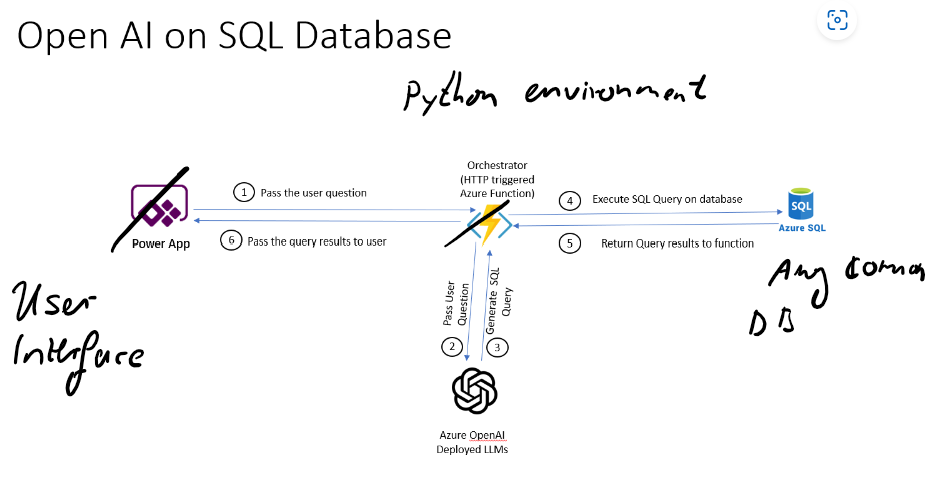 Open AI on SQL Database
Python environment
Orchestrator
(HTTP triggered
Azure Function)
1 Pass the user question
4 Execute SQL Query on database
SQL
Azure SQL
6 Pass the query results to user
5 Return Query results to function
Power App
User
Interface
Any
DB
Pass User
Question
Generate SQL
Query
2
3
Azure OpenAI
Deployed LLMs